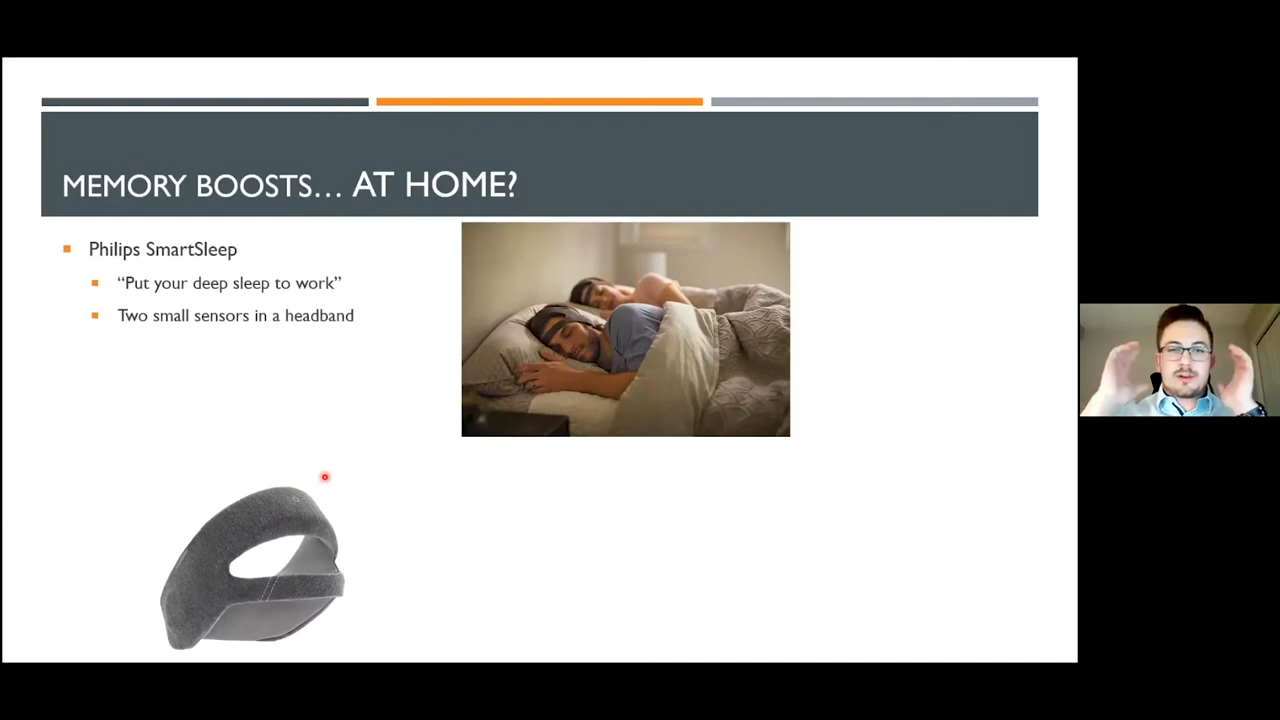 MEMORY BOOSTS... AT HOME?
Philips SmartSleep
“Put your deep sleep to work”
Two small sensors in a headband